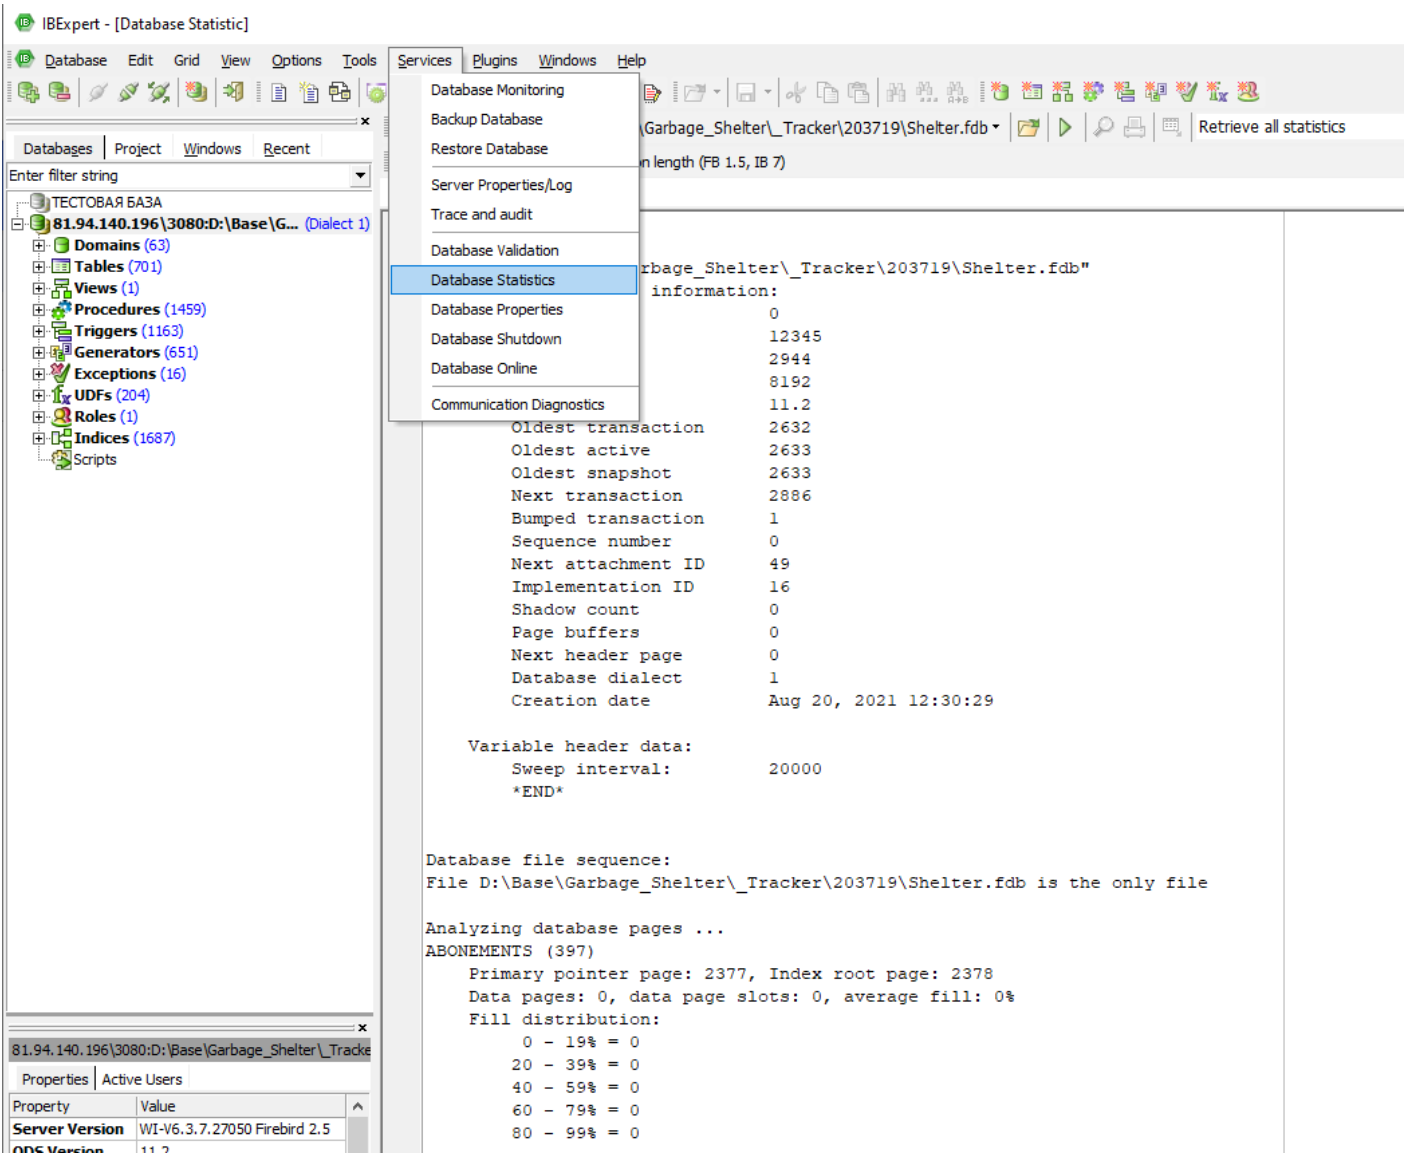 IBExpert - [Database Statistic]
Database Edit Grid View Options Tools Services Plugins Windows Help
Database Monitoring
Backup Database
Restore Database
Server Properties/Log
Trace and audit
Database Validation
Database Statistics
Database Properties
Database Shutdown
Database Online
Communication Diagnostics
\Garbage_Shelter\_Tracker\203719\Shelter.fdb
Retrieve all statistics
length (FB 1.5, IB 7)
Databases Project Windows Recent
Enter filter string
ТЕСТОВАЯ БАЗА
81.94.140.196\3080:D:\Base\G... (Dialect 1)
Domains (63)
Tables (701)
Views (1)
Procedures (1459)
Triggers (1163)
Generators (651)
Exceptions (16)
UDFs (204)
Roles (1)
Indices (1687)
Scripts
81.94.140.196\3080:D:\Base\Garbage_Shelter\_Tracke
Properties Active Users
Property Value
Server Version WI-V6.3.7.27050 Firebird 2.5
ODS Version 11.2
rbage_Shelter\_Tracker\203719\Shelter.fdb"
information:
0
12345
2944
8192
11.2
Oldest transaction 2632
Oldest active 2633
Oldest snapshot 2633
Next transaction 2886
Bumped transaction 1
Sequence number 0
Next attachment ID 49
Implementation ID 16
Shadow count 0
Page buffers 0
Next header page 0
Database dialect 1
Creation date Aug 20, 2021 12:30:29
Variable header data:
Sweep interval: 20000
*END*
Database file sequence:
File D:\Base\Garbage_Shelter\_Tracker\203719\Shelter.fdb is the only file
Analyzing database pages ...
ABONEMENTS (397)
Primary pointer page: 2377, Index root page: 2378
Data pages: 0, data page slots: 0, average fill: 0%
Fill distribution:
0 - 19% = 0
20 - 39% = 0
40 - 59% = 0
60 - 79% = 0
80 - 99% = 0